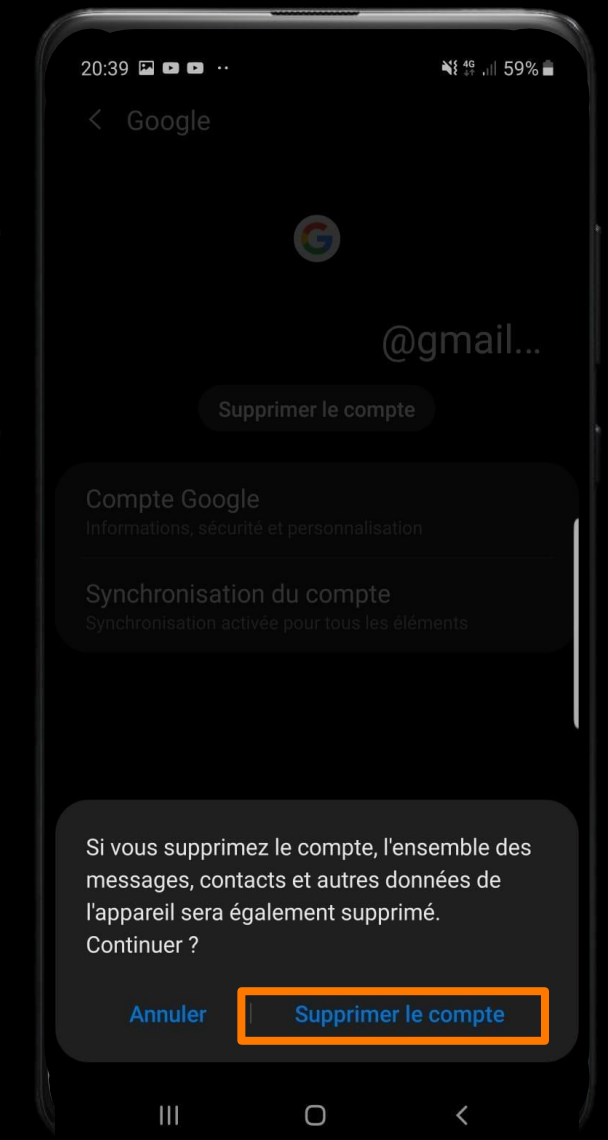 20:39
4G
59%
Google
@gmail...
Supprimer le compte
Compte Google
Informations, sécurité et personnalisation
Synchronisation du compte
Synchronisation activée pour tous les éléments
Si vous supprimez le compte, l'ensemble des
messages, contacts et autres données de
l'appareil sera également supprimé.
Continuer ?
Annuler
Supprimer le compte